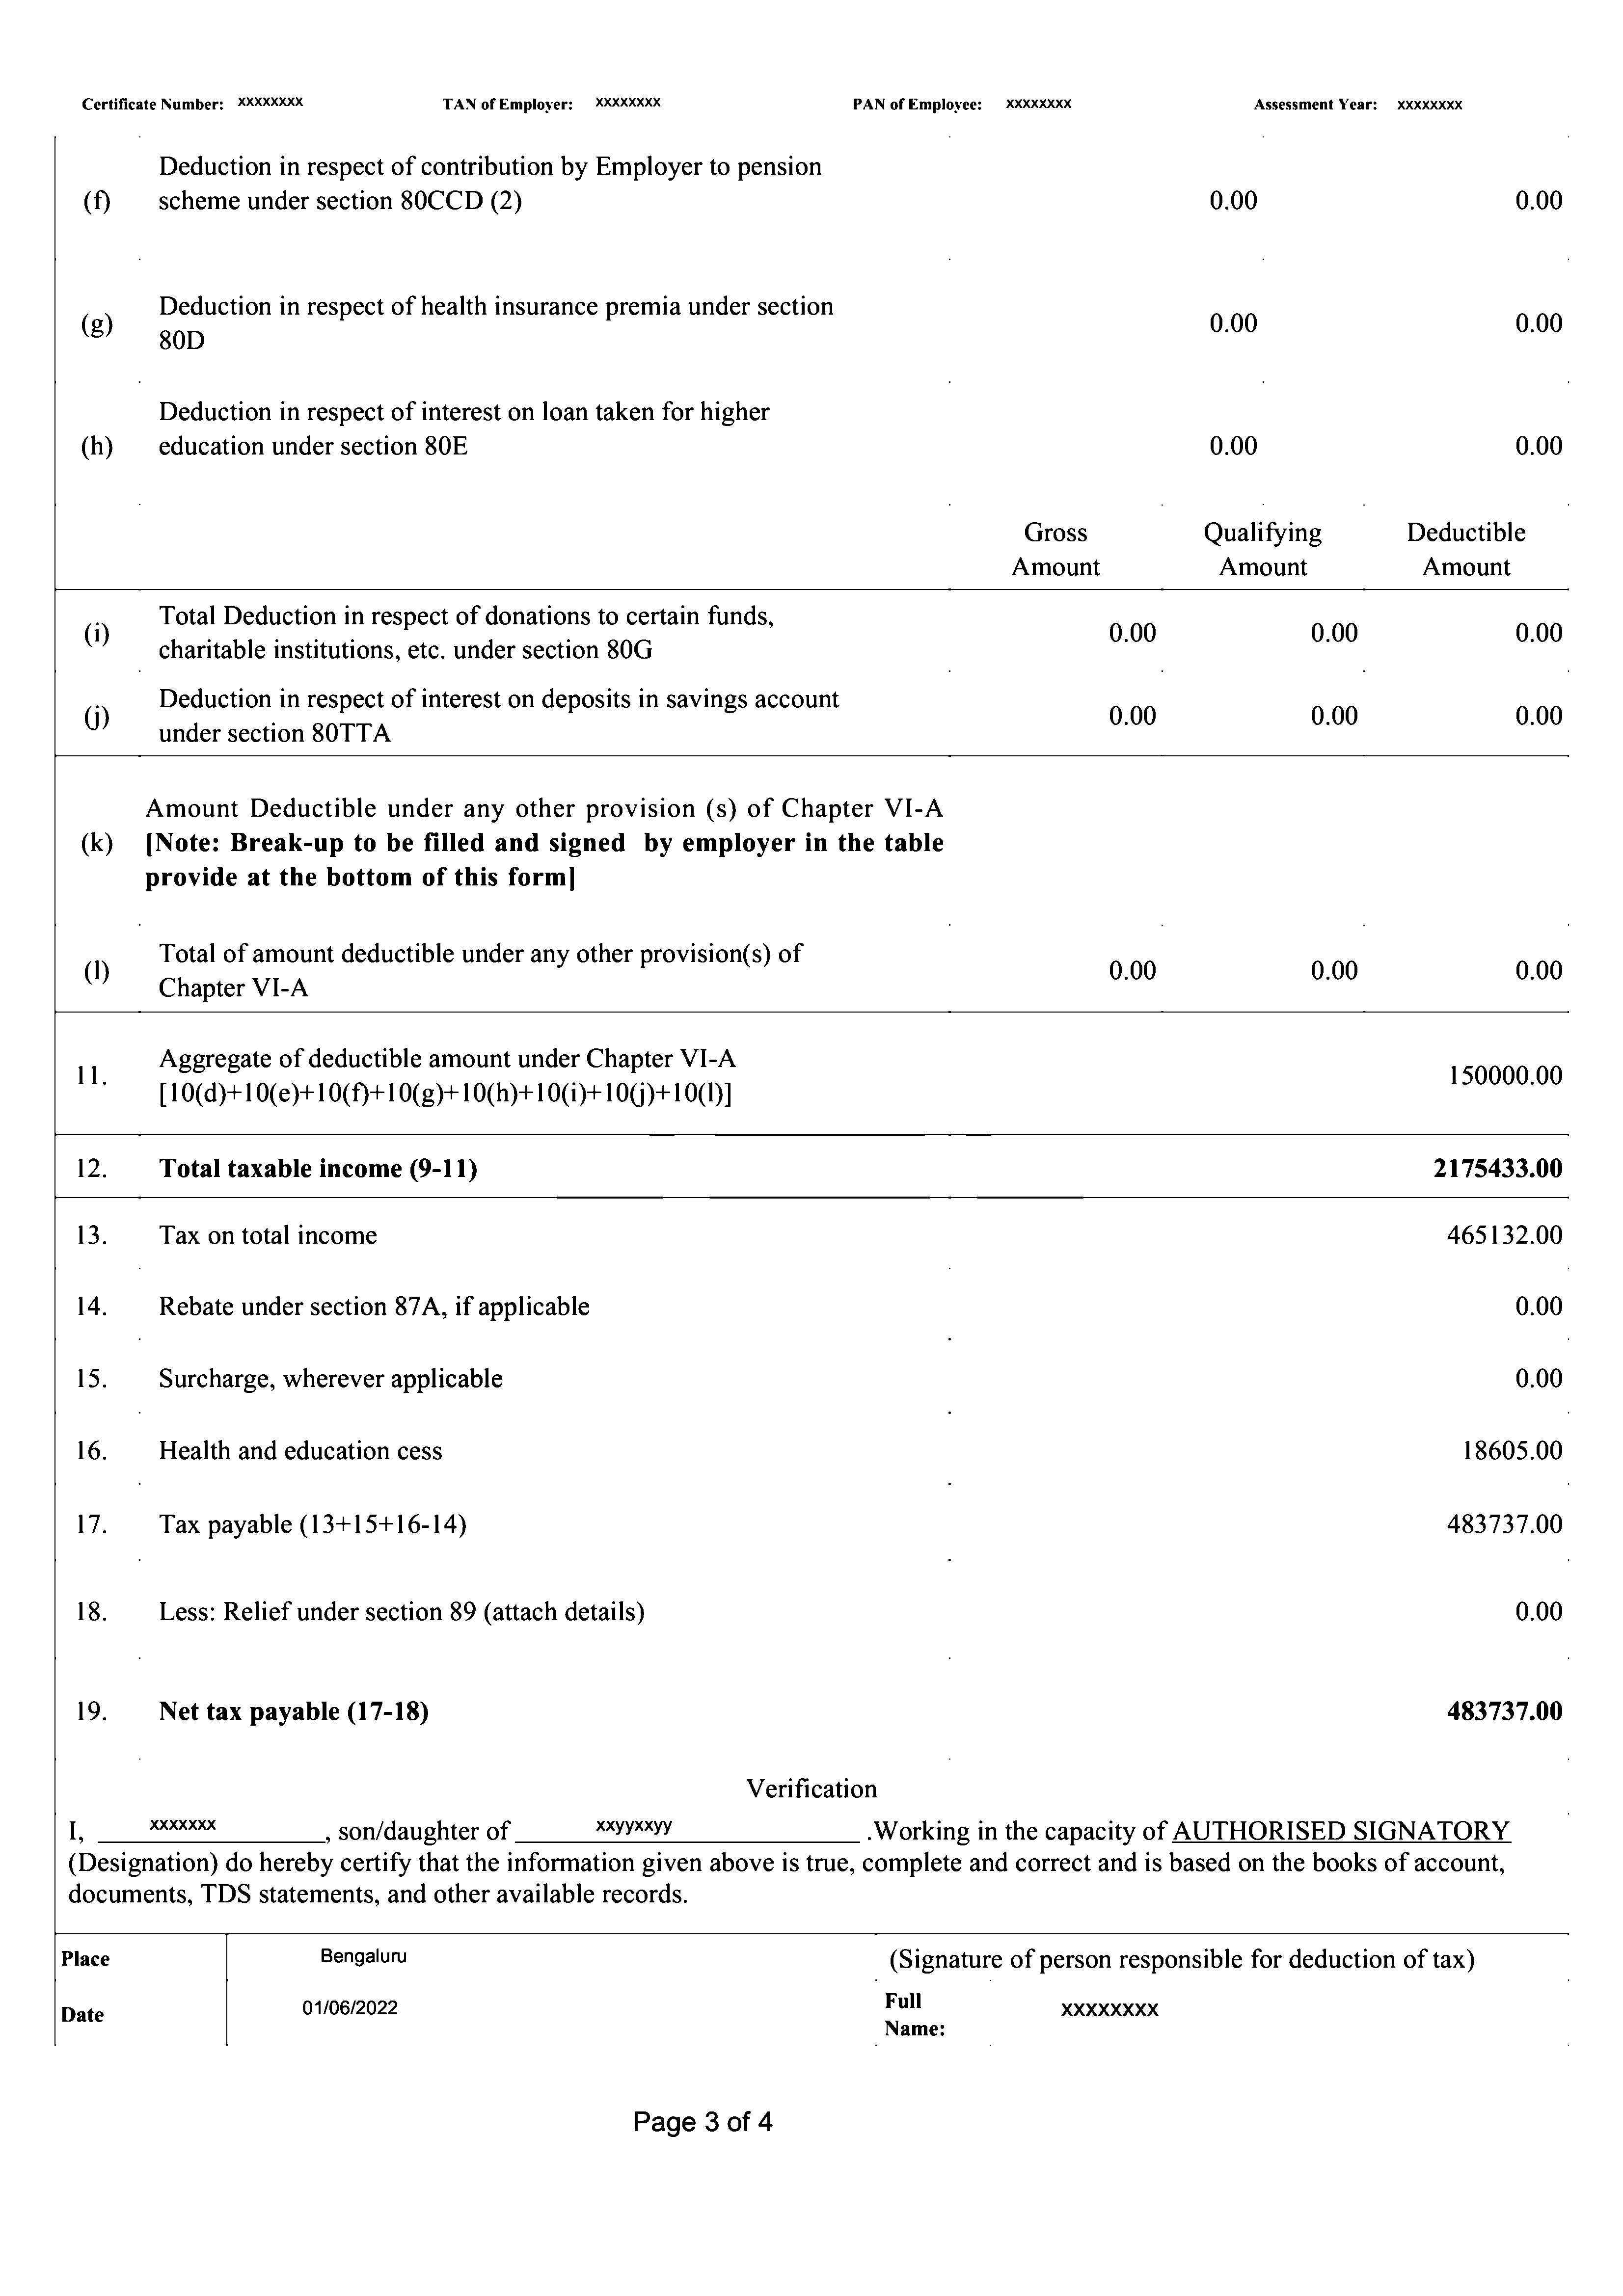 Certificate Number: xxxxxxxx TAN of Employer: xxxxxxxx PAN of Employee: xxxxxxxx Assessment Year: xxxxxxxx
Deduction in respect of contribution by Employer to pension
(f) scheme under section 80CCD (2) 0.00 0.00
Deduction in respect of health insurance premia under section
(g) 0.00 0.00
80D
Deduction in respect of interest on loan taken for higher
(h) education under section 80E 0.00 0.00
Gross Qualifying Deductible
Amount Amount Amount
Total Deduction in respect of donations to certain funds,
(i) 0.00 0.00 0.00
charitable institutions, etc. under section 80G
Deduction in respect of interest on deposits in savings account
(j) 0.00 0.00 0.00
under section 80TTA
Amount Deductible under any other provision (s) of Chapter VI-A
(k) [Note: Break-up to be filled and signed by employer in the table
provide at the bottom of this form]
Total of amount deductible under any other provision(s) of
(l) 0.00 0.00 0.00
Chapter VI-A
Aggregate of deductible amount under Chapter VI-A
11. 150000.00
[10(d)+10(e)+10(f)+10(g)+10(h)+10(i)+10(j)+10(l)]
12. Total taxable income (9-11) 2175433.00
13. Tax on total income 465132.00
14. Rebate under section 87A, if applicable 0.00
15. Surcharge, wherever applicable 0.00
16. Health and education cess 18605.00
17. Tax payable (13+15+16-14) 483737.00
18. Less: Relief under section 89 (attach details) 0.00
19. Net tax payable (17-18) 483737.00
Verification
I, xxxxxxx, son/daughter of xxyyxxyy .Working in the capacity of AUTHORISED SIGNATORY
(Designation) do hereby certify that the information given above is true, complete and correct and is based on the books of account,
documents, TDS statements, and other available records.
Place Bengaluru (Signature of person responsible for deduction of tax)
Date 01/06/2022 Full Name: xxxxxxxx
Page 3 of 4